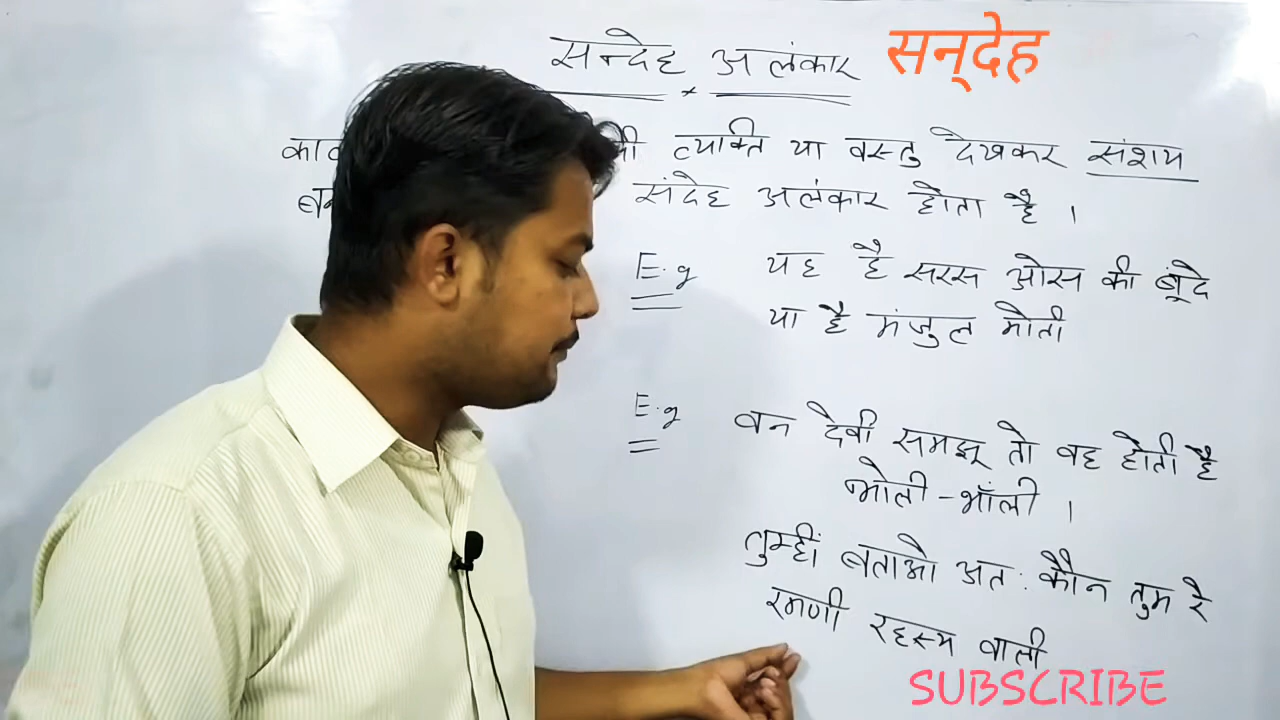 सन्देह अलंकार सन्देह
व्यक्ति या वस्तु देखकर संशय
संदेह अलंकार होता है ।
E.g यह है सरस ओस की बूंदे
या है मंजुल मोती
E.g वन देवी समझू तो वह होती है
भोली - भॉली ।
तुम्हीं बताओ अतः कौन तुम रे
रमणी रहस्य वाली
SUBSCRIBE